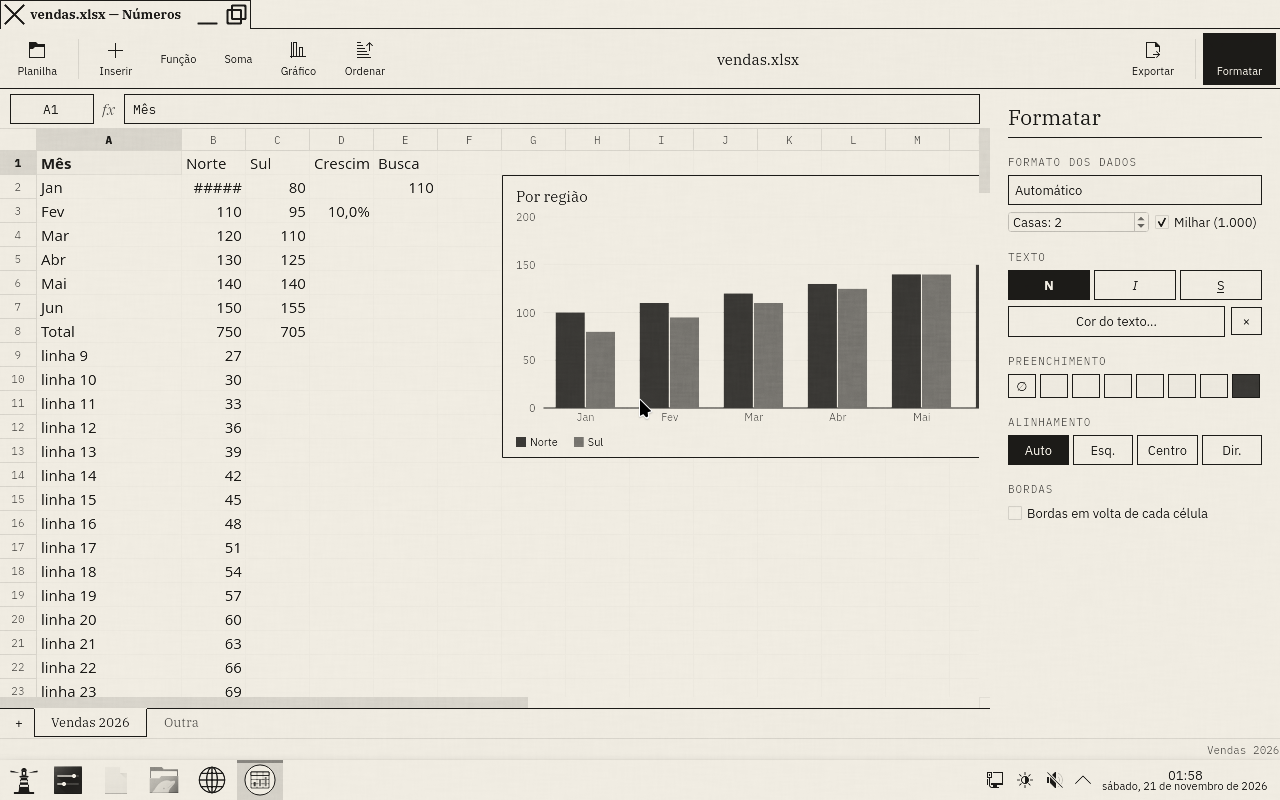 vendas.xlsx — Números
Planilha
Inserir
Função
Soma
Gráfico
Ordenar
vendas.xlsx
Exportar
Formatar
A1
fx
Mês
A B C D E F G H I J K L M
1 Mês Norte Sul Crescim Busca
2 Jan ##### 80 110
3 Fev 110 95 10,0%
4 Mar 120 110
5 Abr 130 125
6 Mai 140 140
7 Jun 150 155
8 Total 750 705
9 linha 9 27
10 linha 10 30
11 linha 11 33
12 linha 12 36
13 linha 13 39
14 linha 14 42
15 linha 15 45
16 linha 16 48
17 linha 17 51
18 linha 18 54
19 linha 19 57
20 linha 20 60
21 linha 21 63
22 linha 22 66
23 linha 23 69
Por região
200
150
100
50
0
Jan Fev Mar Abr Mai
Norte Sul
Formatar
FORMATO DOS DADOS
Automático
Casas: 2
Milhar (1.000)
TEXTO
N I S
Cor do texto... ×
PREENCHIMENTO
∅
ALINHAMENTO
Auto Esq. Centro Dir.
BORDAS
Bordas em volta de cada célula
+ Vendas 2026 Outra
Vendas 2026
01:58
sábado, 21 de novembro de 2026